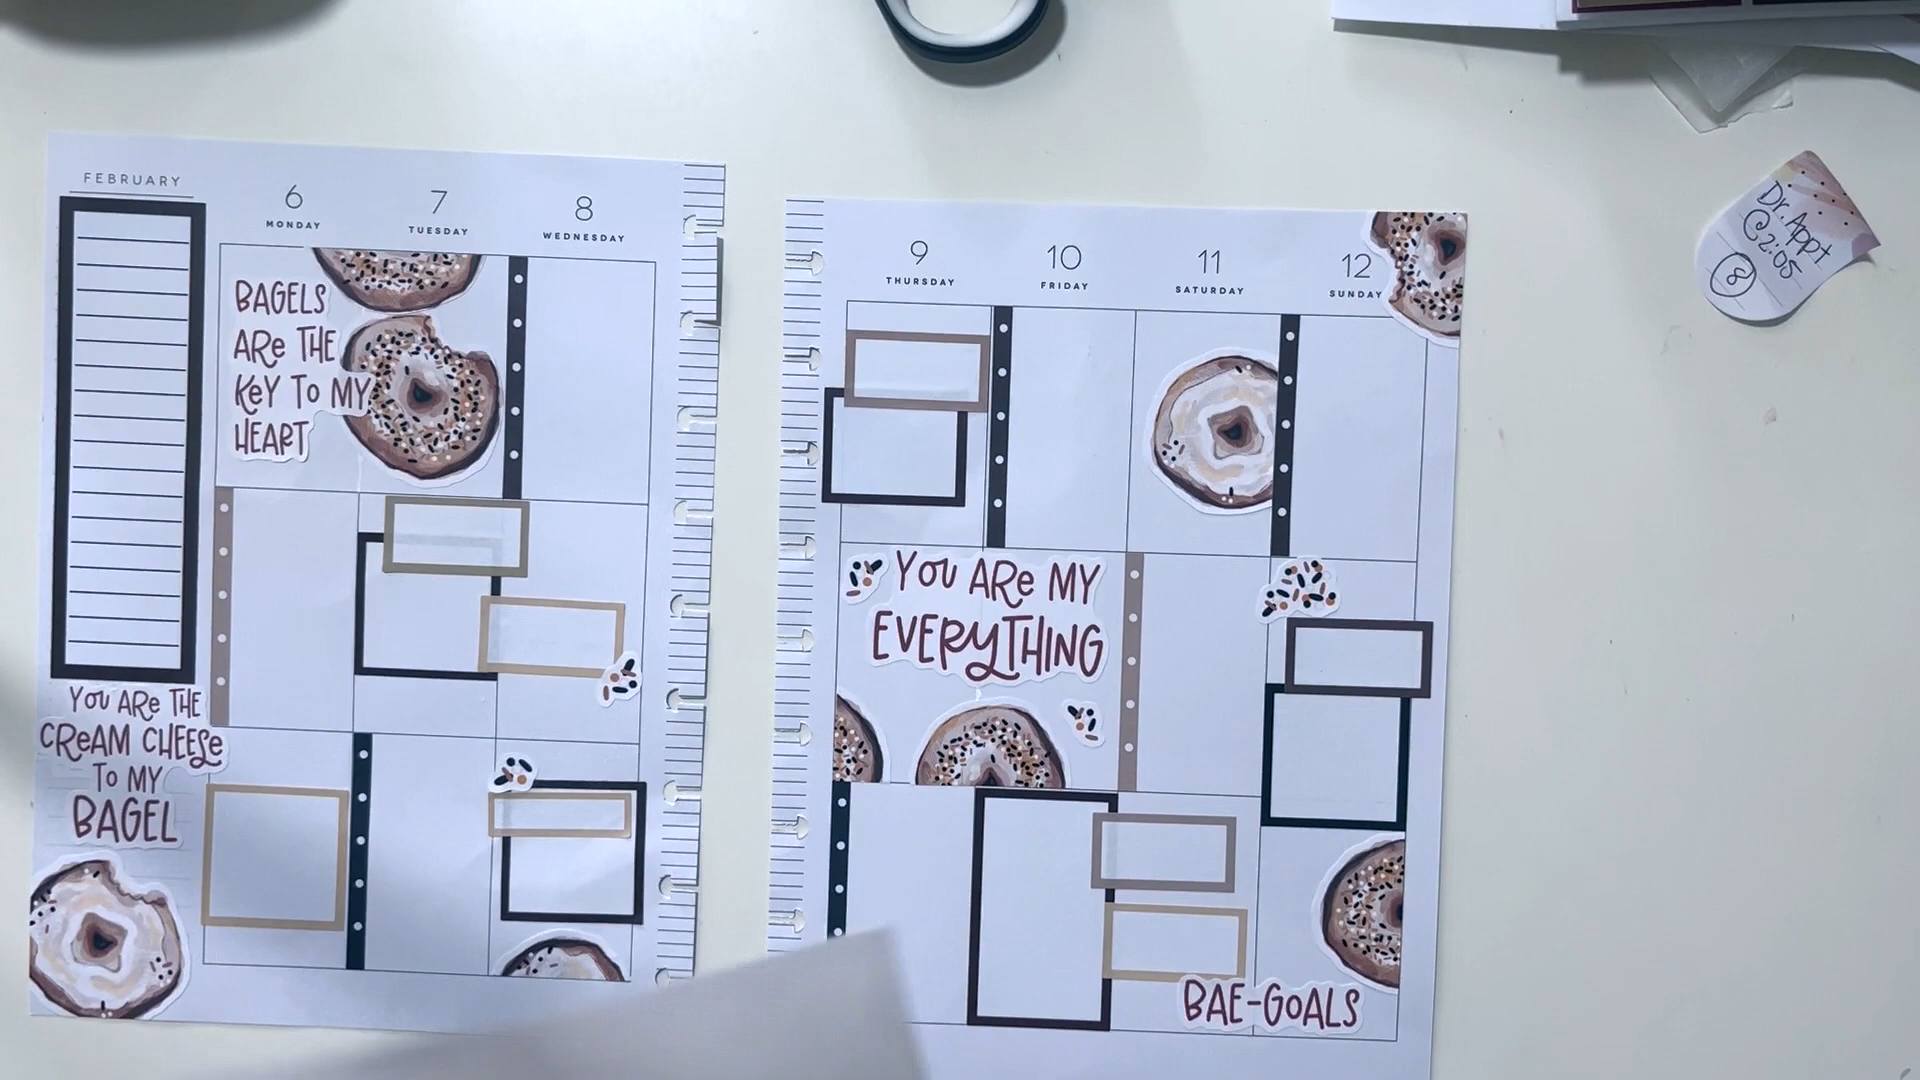 FEBRUARY
6
MONDAY
7
TUESDAY
8
WEDNESDAY
BAGELS
ARe THE
KeY TO MY
HEART
YOU ARe THE
CReAM CHEESe
TO MY
BAGEL
9
THURSDAY
10
FRIDAY
11
SATURDAY
12
SUNDAY
YOU ARe MY
EVERYTHING
BAE-GOALS
Dr. Appt
@2:05
8